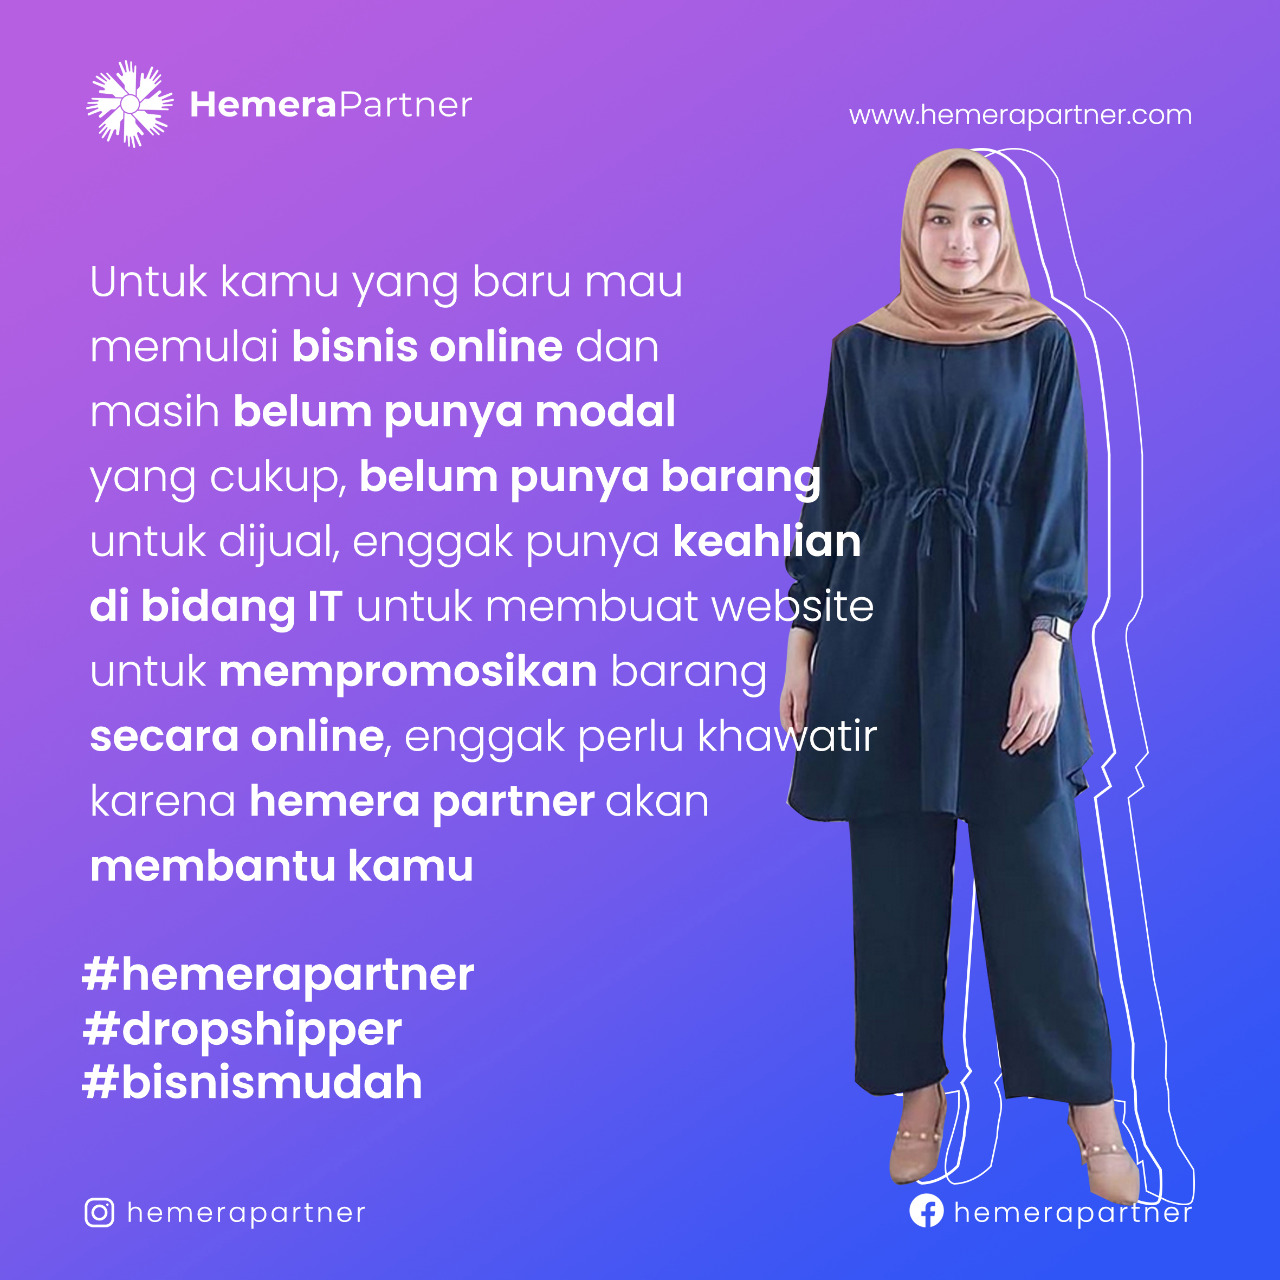 HemeraPartner
www.hemerapartner.com
Untuk kamu yang baru mau
memulai bisnis online dan
masih belum punya modal
yang cukup, belum punya barang
untuk dijual, enggak punya keahlian
di bidang IT untuk membuat website
untuk mempromosikan barang
secara online, enggak perlu khawatir
karena hemera partner akan
membantu kamu
#hemerapartner
#dropshipper
#bisnismudah
hemerapartner
hemerapartner